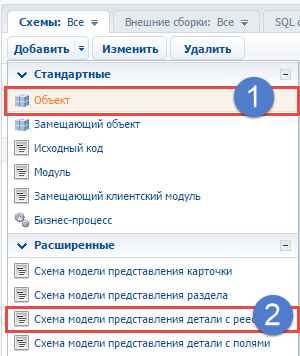 Схемы: Все Внешние сборки: Все SQL
Добавить Изменить Удалить
Стандартные
Объект
1
Замещающий объект
Исходный код
Модуль
Замещающий клиентский модуль
Бизнес-процесс
Расширенные
Схема модели представления карточки
Схема модели представления раздела
Схема модели представления детали с
2
Схема модели представления детали с полями